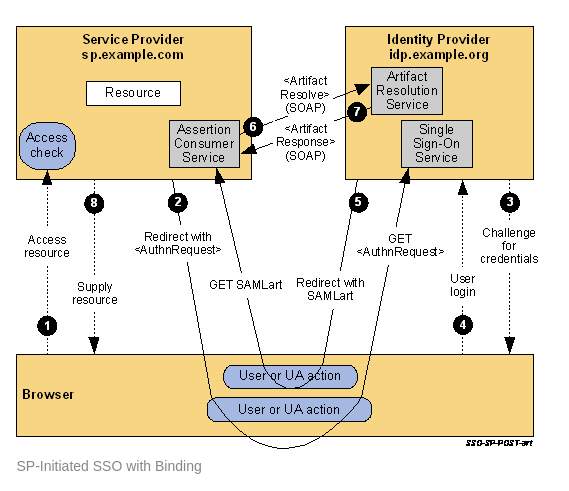 Service Provider
sp.example.com
Resource
Access
check
Assertion
Consumer
Service
Identity Provider
idp.example.org
Artifact
Resolution
Service
Single
Sign-On
Service
<Artifact
Resolve>
(SOAP)
6
7
<Artifact
Response>
(SOAP)
8
2
5
3
Access
resource
Redirect with
<AuthnRequest>
GET
<AuthnRequest>
Challenge
for
credentials
Supply
resource
GET SAMLart
Redirect with
SAMLart
User
login
1
4
Browser
User or UA action
User or UA action
SSO-SP-POST-art
SP-Initiated SSO with Binding